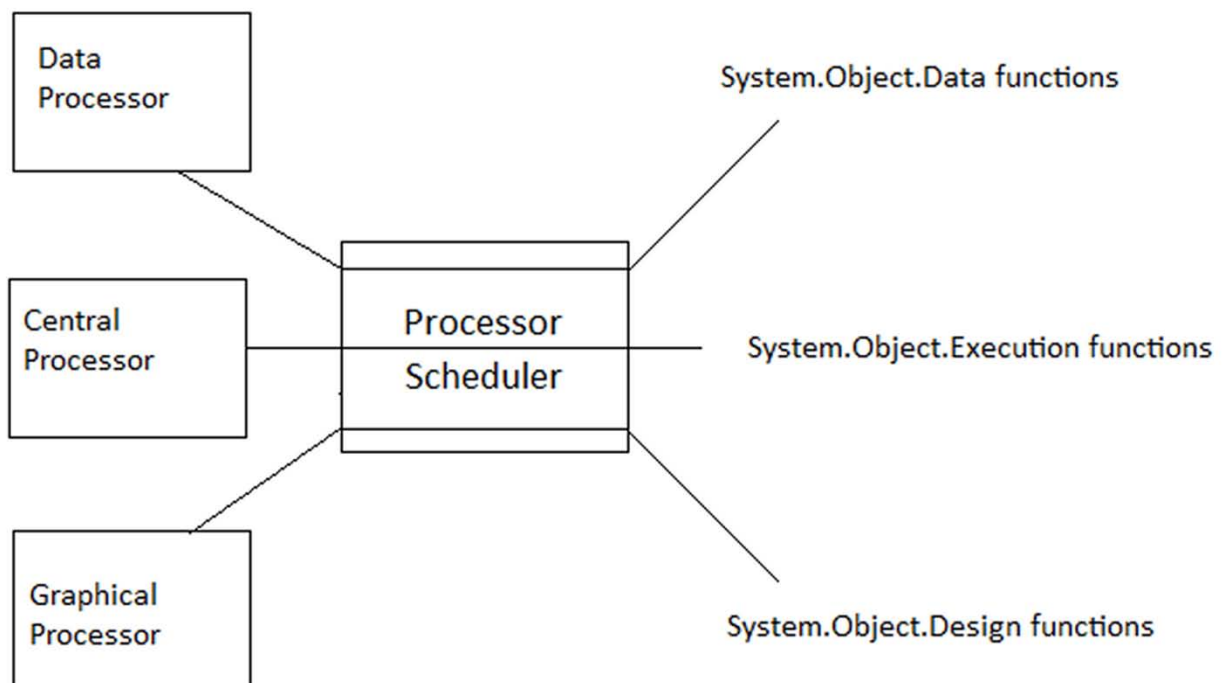 Data
Processor
System.Object.Data functions
Central
Processor
Processor
Scheduler
System.Object.Execution functions
Graphical
Processor
System.Object.Design functions